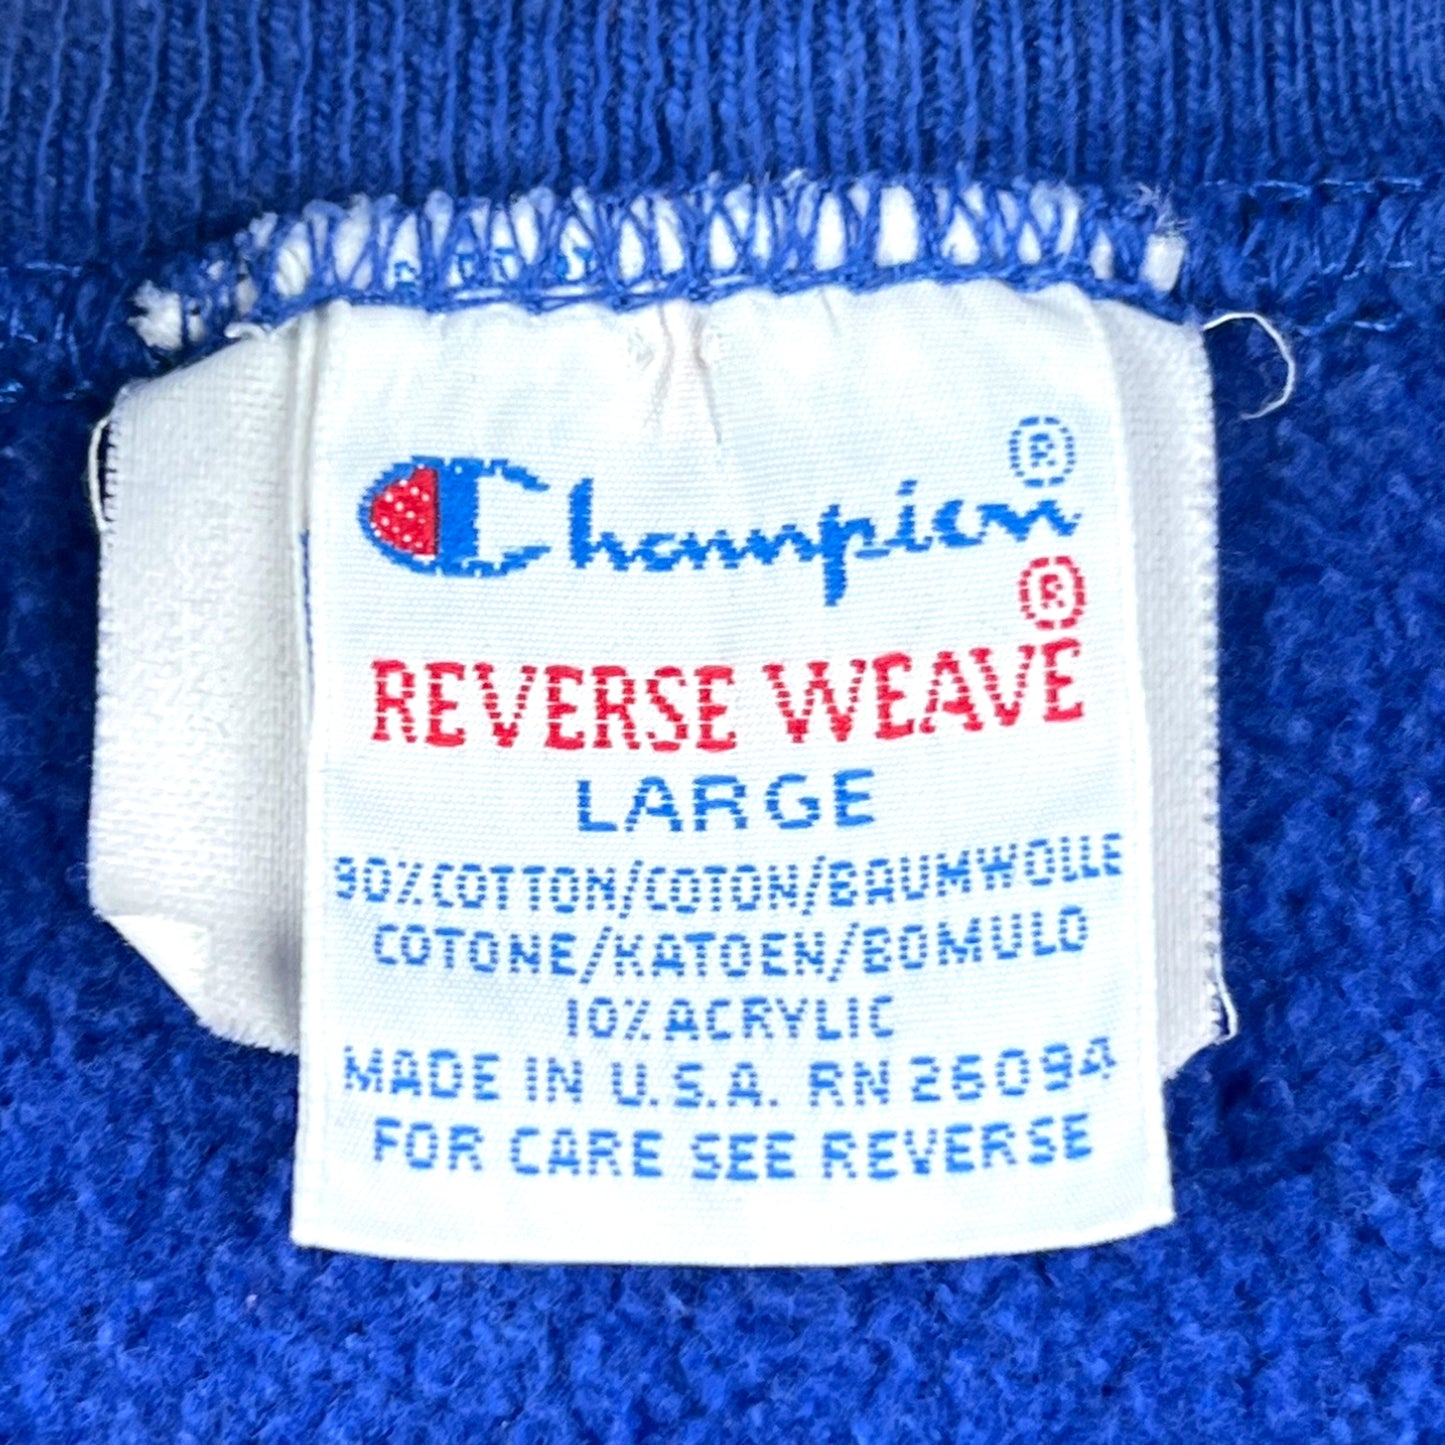 Champion®
REVERSE WEAVE®
LARGE
90% COTTON/COTON/BAUMWOLLE
COTONE/KATOEN/BOMULD
10% ACRYLIC
MADE IN U.S.A. RN 26094
FOR CARE SEE REVERSE